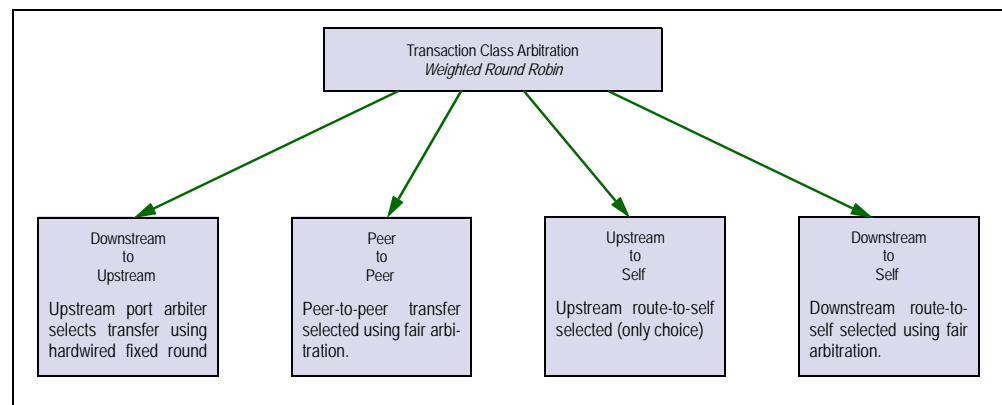 Transaction Class Arbitration
Weighted Round Robin
Downstream
to
Upstream
Upstream port arbiter
selects transfer using
hardwired fixed round
Peer
to
Peer
Peer-to-peer transfer
selected using fair arbi-
tration.
Upstream
to
Self
Upstream route-to-self
selected (only choice)
Downstream
to
Self
Downstream route-to-
self selected using fair
arbitration.